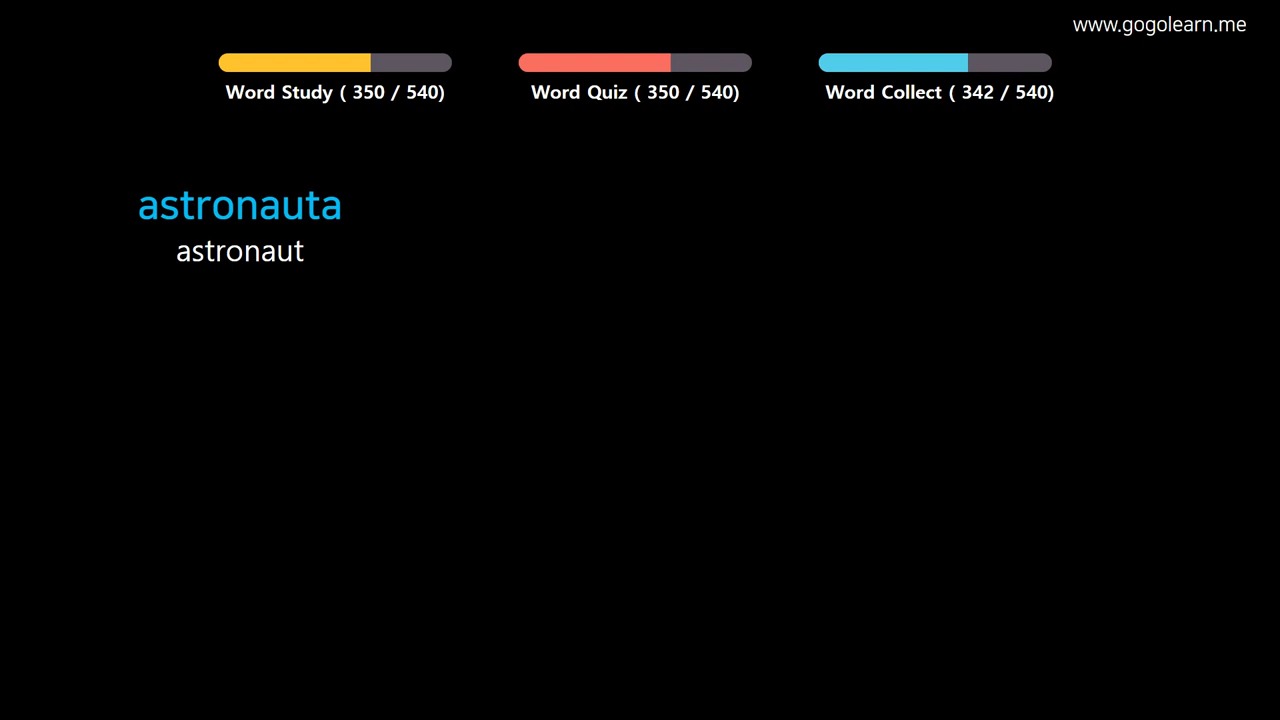 www.gogolearn.me
Word Study ( 350 / 540)
Word Quiz ( 350 / 540)
Word Collect ( 342 / 540)
astronauta
astronaut